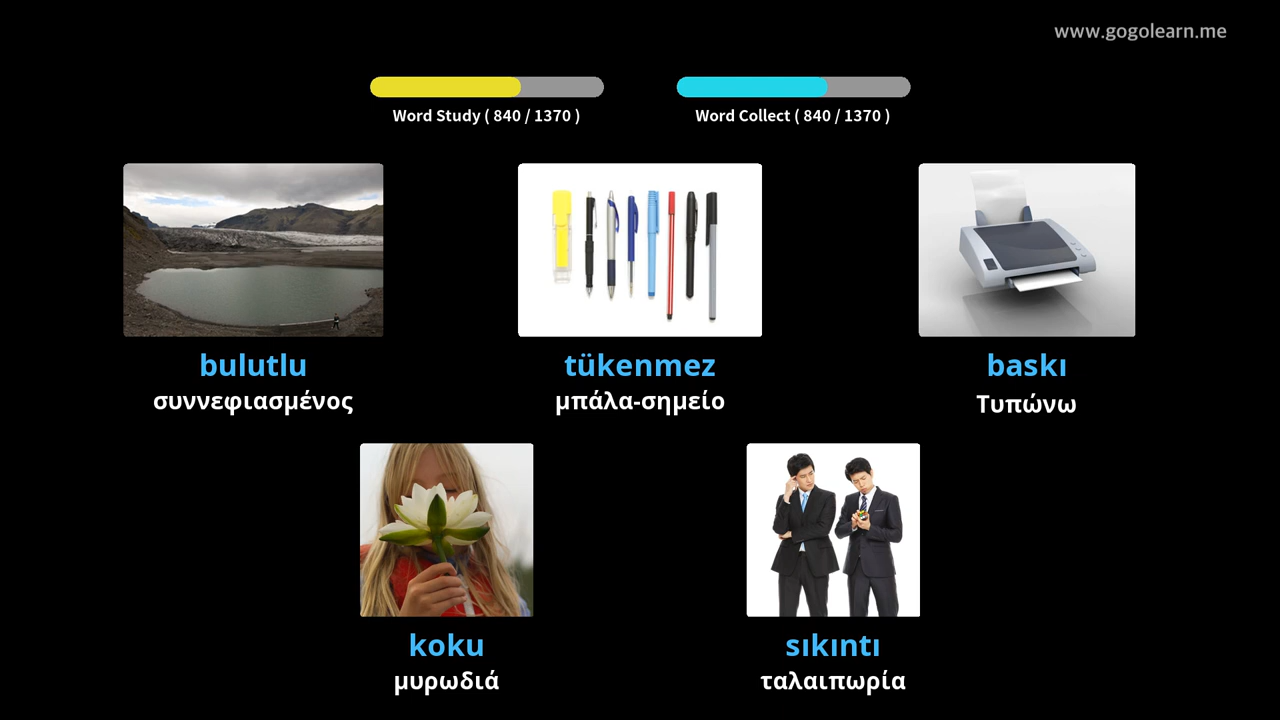 www.gogolearn.me
Word Study ( 840 / 1370 )
Word Collect ( 840 / 1370 )
bulutlu
συννεφιασμένος
tükenmez
μπάλα-σημείο
baskı
Τυπώνω
koku
μυρωδιά
sıkıntı
ταλαιπωρία